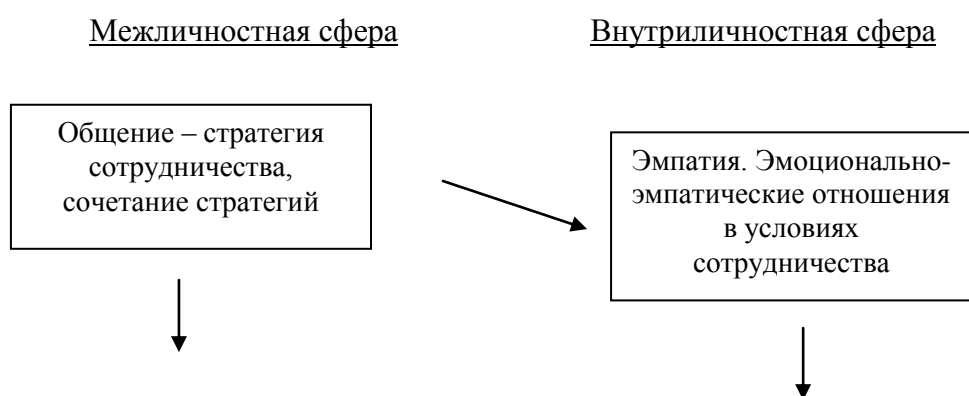 Межличностная сфера
Внутриличностная сфера
Общение – стратегия
сотрудничества,
сочетание стратегий
Эмпатия. Эмоционально-
эмпатические отношения
в условиях
сотрудничества